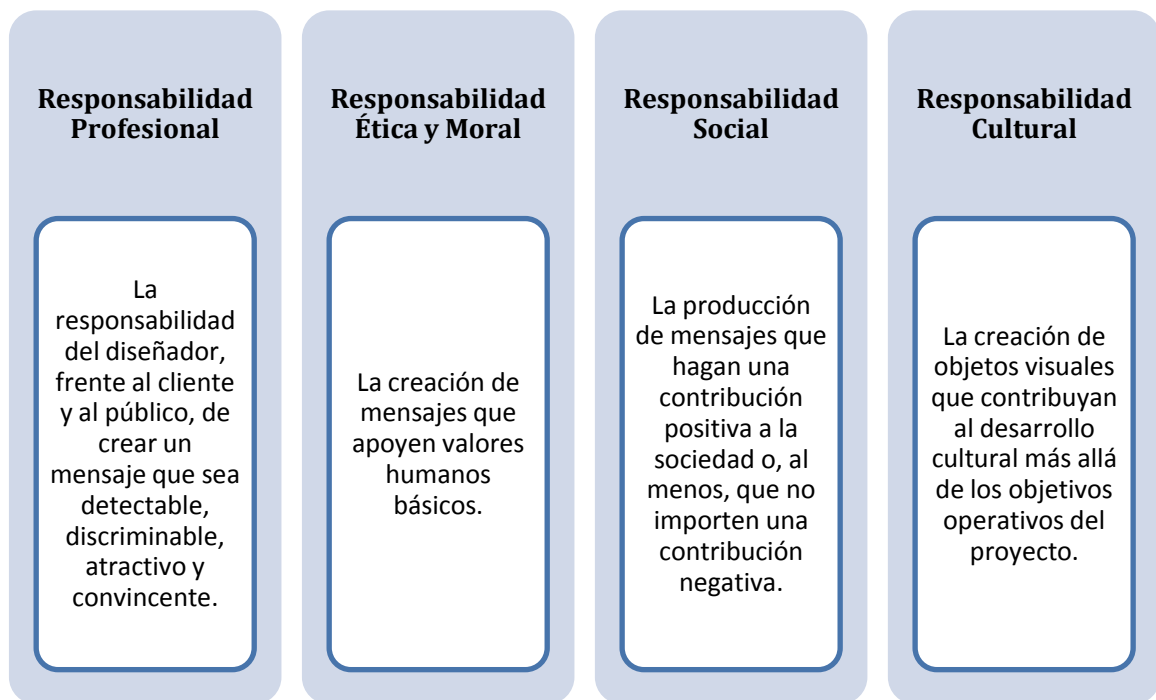 Responsabilidad
Profesional
La
responsabilidad
del diseñador,
frente al cliente
y al público, de
crear un
mensaje que sea
detectable,
discriminable,
atractivo y
convincente.
Responsabilidad
Ética y Moral
La creación de
mensajes que
apoyen valores
humanos
básicos.
Responsabilidad
Social
La producción
de mensajes que
hagan una
contribución
positiva a la
sociedad o, al
menos, que no
importen una
contribución
negativa.
Responsabilidad
Cultural
La creación de
objetos visuales
que contribuyan
al desarrollo
cultural más allá
de los objetivos
operativos del
proyecto.